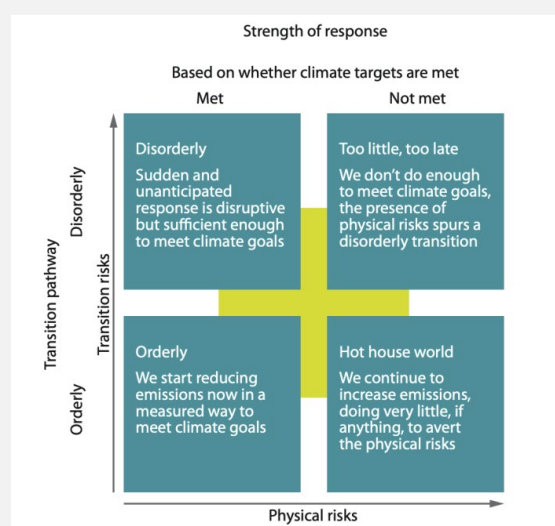 Strength of response
Based on whether climate targets are met
Met
Not met
Transition pathway
Transition risks
Disorderly
Orderly
Disorderly
Sudden and
unanticipated
response is disruptive
but sufficient enough
to meet climate goals
Too little, too late
We don't do enough
to meet climate goals,
the presence of
physical risks spurs a
disorderly transition
Orderly
We start reducing
emissions now in a
measured way to
meet climate goals
Hot house world
We continue to
increase emissions,
doing very little, if
anything, to avert
the physical risks
Physical risks